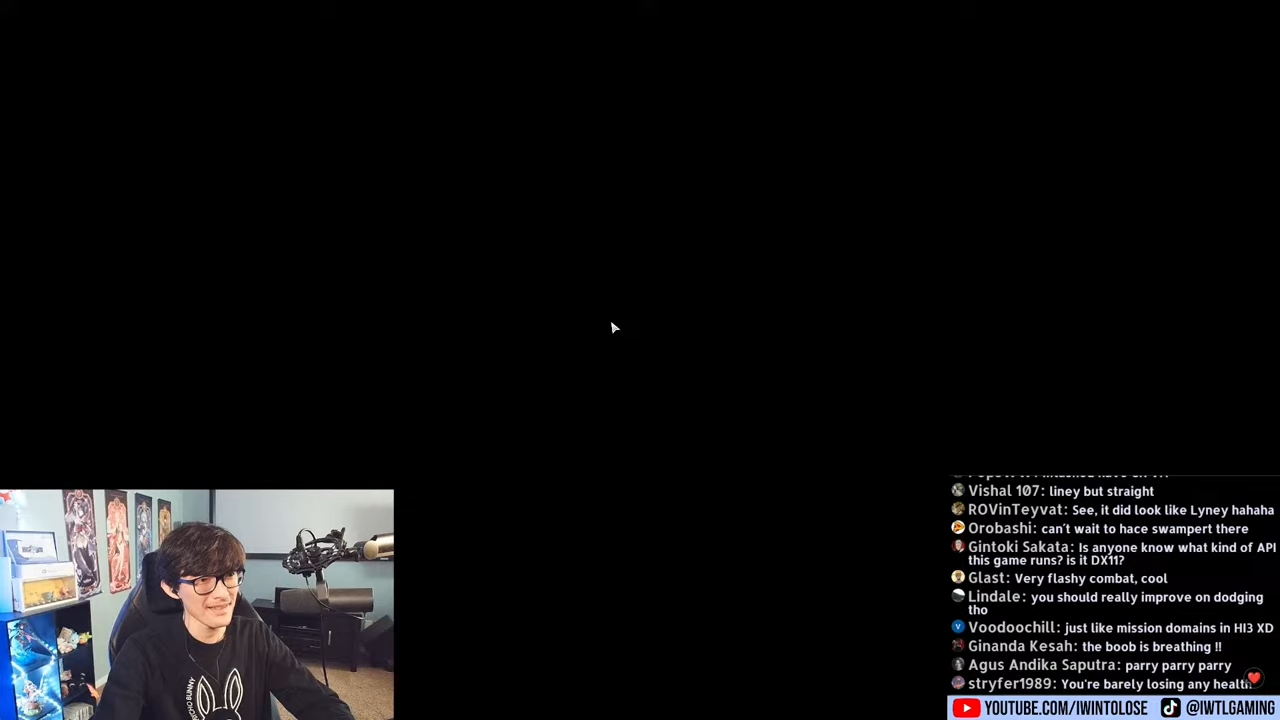 Vishal 107: liney but straight
ROVinTeyvat: See, it did look like Lyney hahaha
Orobashi: can't wait to hace swampert there
Gintoki Sakata: Is anyone know what kind of API
this game runs? is it DX11?
Glast: Very flashy combat, cool
Lindale: you should really improve on dodging
tho
V Voodoochill: just like mission domains in HI3 XD
Ginanda Kesah: the boob is breathing !!
Agus Andika Saputra: parry parry parry
stryfer1989: You're barely losing any health
YOUTUBE.COM/IWINTOLOSE @IWTLGAMING